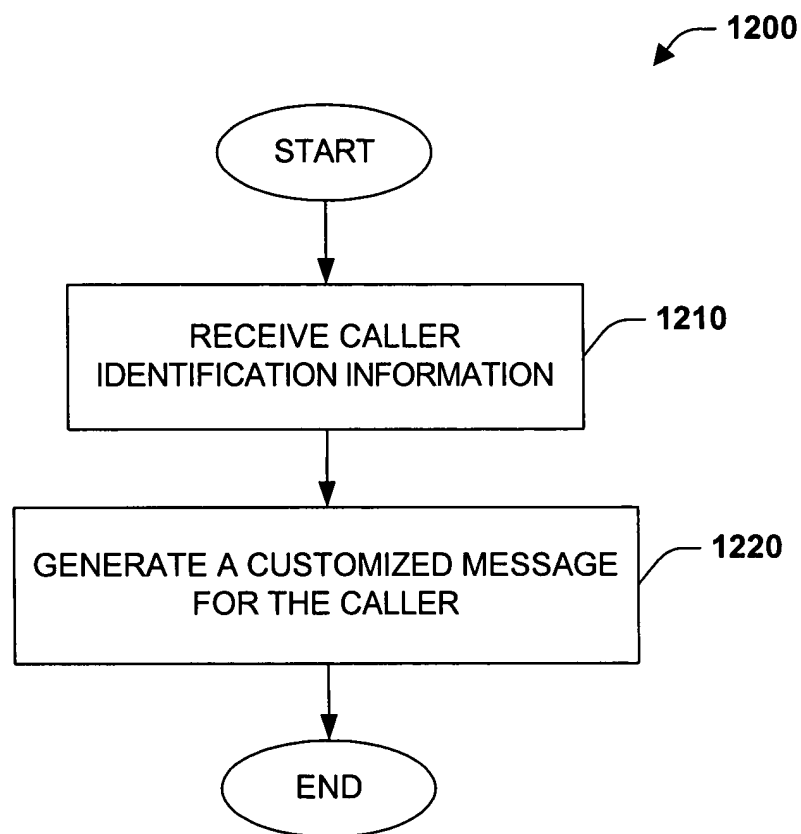 1200
START
RECEIVE CALLER
IDENTIFICATION INFORMATION
1210
GENERATE A CUSTOMIZED MESSAGE
FOR THE CALLER
1220
END